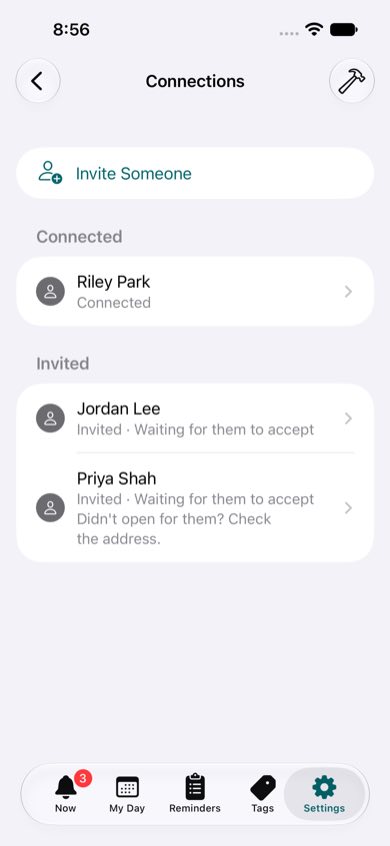 8:56
Connections
Invite Someone
Connected
Riley Park
Connected
Invited
Jordan Lee
Invited · Waiting for them to accept
Priya Shah
Invited · Waiting for them to accept
Didn't open for them? Check
the address.
3
Now
My Day
Reminders
Tags
Settings